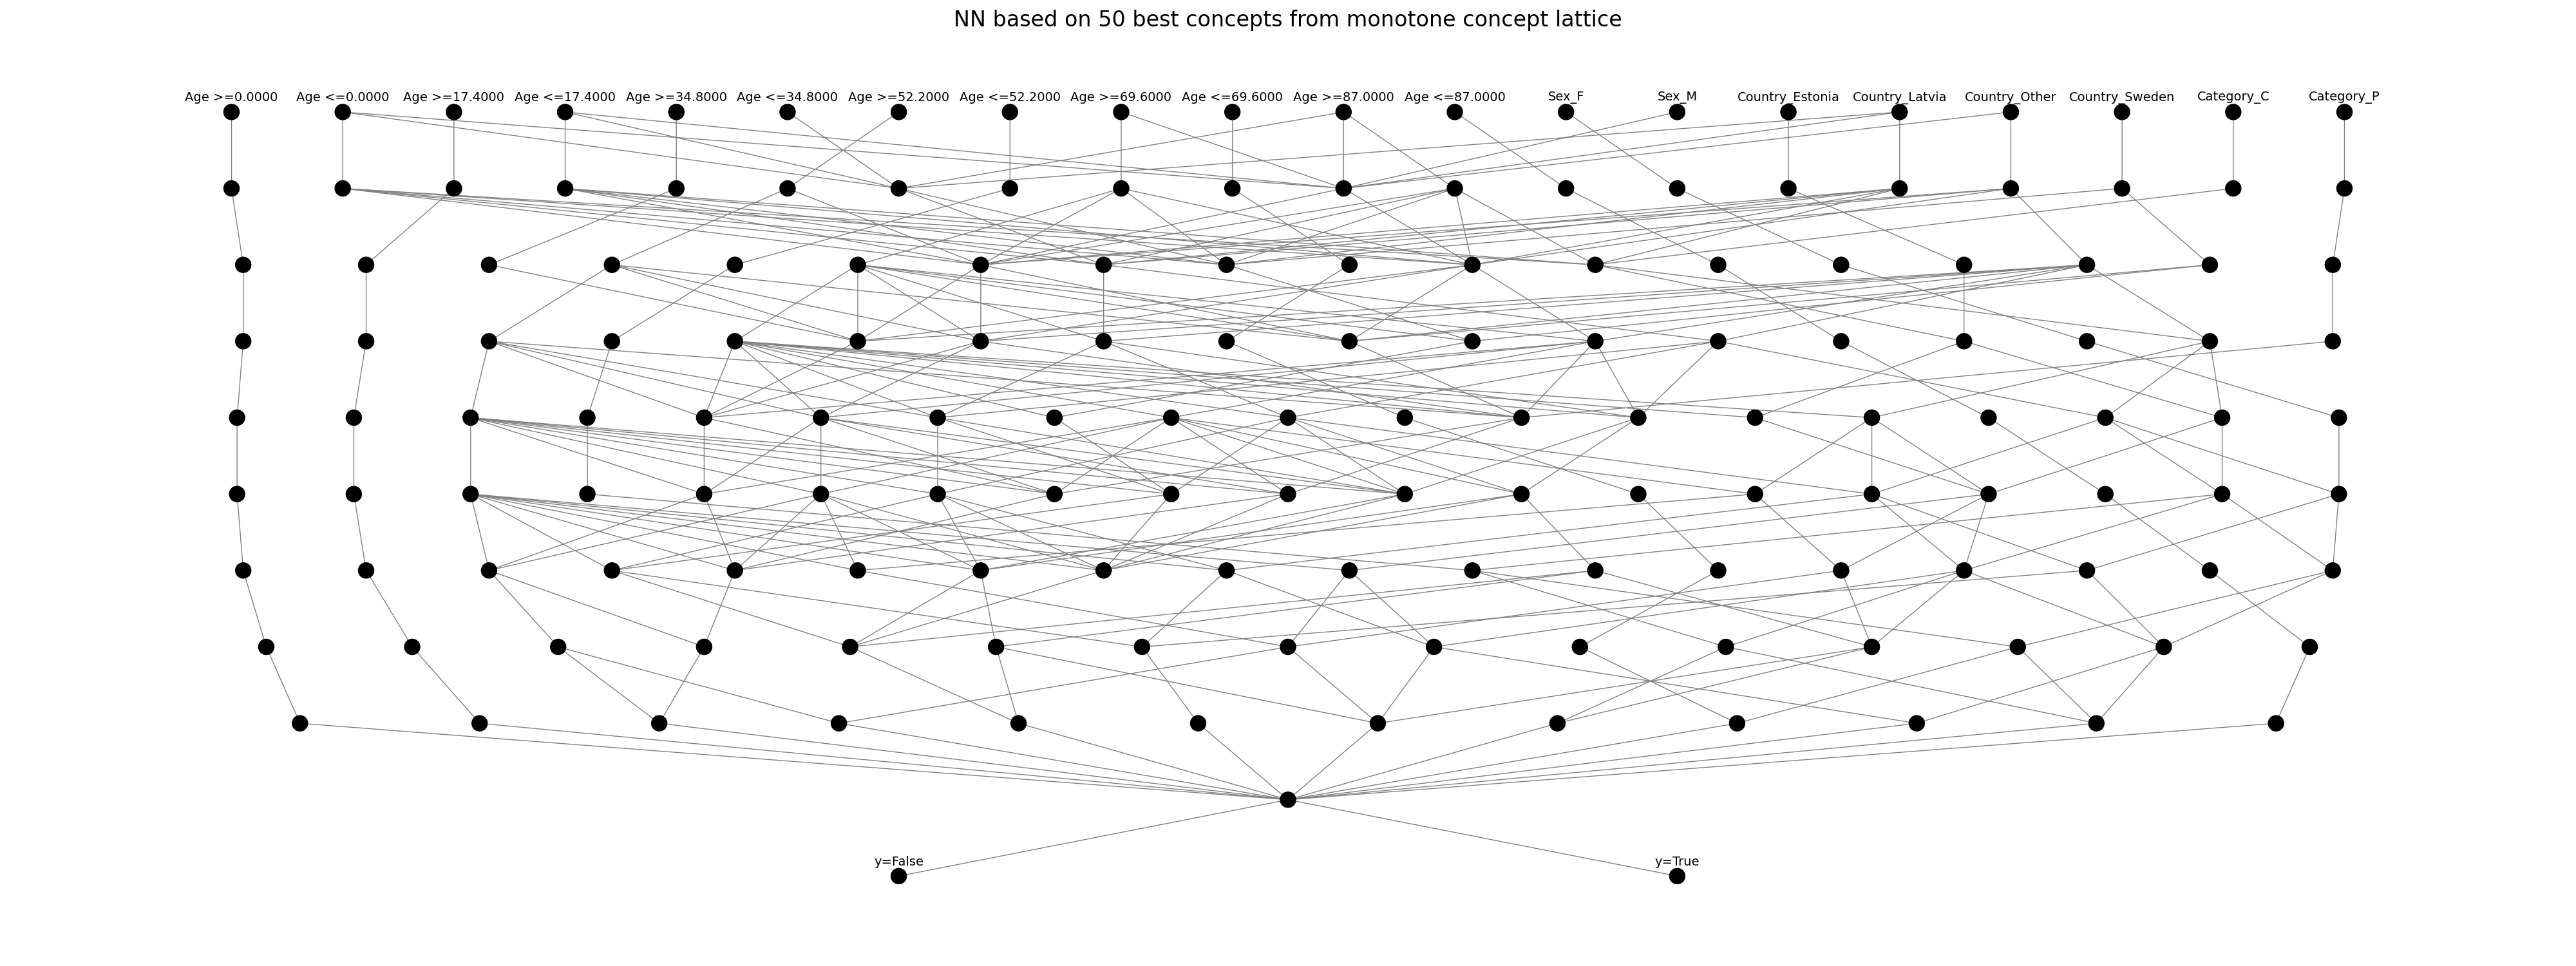 NN based on 50 best concepts from monotone concept lattice
Age >=0.0000 Age <=0.0000 Age >=17.4000 Age <=17.4000 Age >=34.8000 Age <=34.8000 Age >=52.2000 Age <=52.2000 Age >=69.6000 Age <=69.6000 Age >=87.0000 Age <=87.0000 Sex_F Sex_M Country_Estonia Country_Latvia Country_Other Country_Sweden Category_C Category_P
y=False y=True